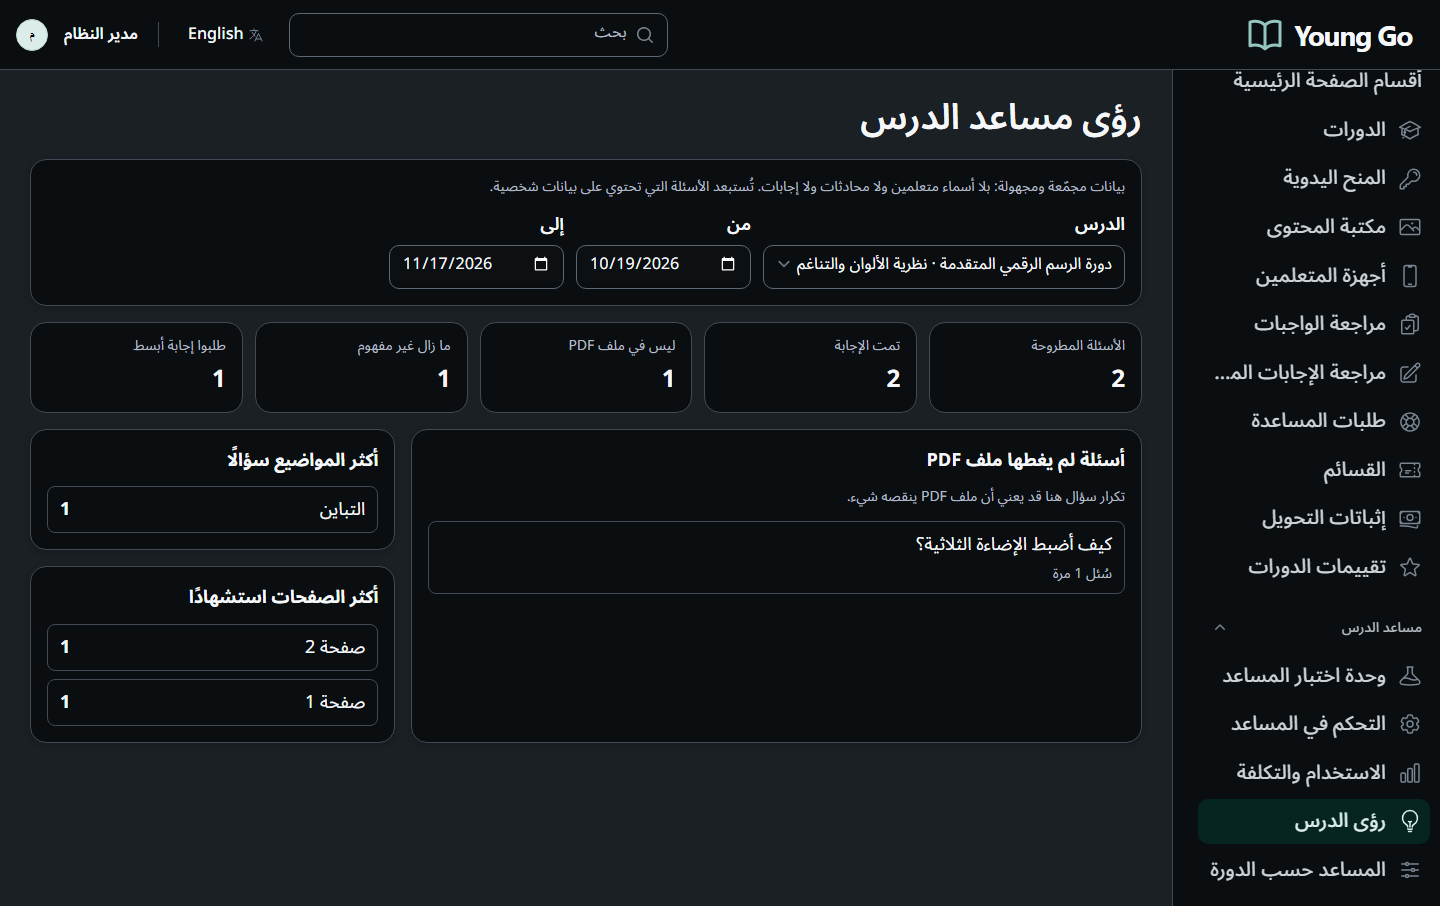 Young Go
بحث
English
مدير النظام
م
أقسام الصفحة الرئيسية
الدورات
المنح اليدوية
مكتبة المحتوى
أجهزة المتعلمين
مراجعة الواجبات
مراجعة الإجابات المـ...
طلبات المساعدة
القسائم
إثباتات التحويل
تقييمات الدورات
مساعد الدرس
وحدة اختبار المساعد
التحكم في المساعد
الاستخدام والتكلفة
رؤى الدرس
المساعد حسب الدورة
رؤى مساعد الدرس
بيانات مجمّعة ومجهولة: بلا أسماء متعلمين ولا محادثات ولا إجابات. تُستبعد الأسئلة التي تحتوي على بيانات شخصية.
الدرس
دورة الرسم الرقمي المتقدمة · نظرية الألوان والتناغم
من
10/19/2026
إلى
11/17/2026
الأسئلة المطروحة
2
تمت الإجابة
2
ليس في ملف PDF
1
ما زال غير مفهوم
1
طلبوا إجابة أبسط
1
أسئلة لم يغطها ملف PDF
تكرار سؤال هنا قد يعني أن ملف PDF ينقصه شيء.
كيف أضبط الإضاءة الثلاثية؟
سُئل 1 مرة
أكثر المواضيع سؤالًا
التباين 1
أكثر الصفحات استشهادًا
صفحة 2 1
صفحة 1 1